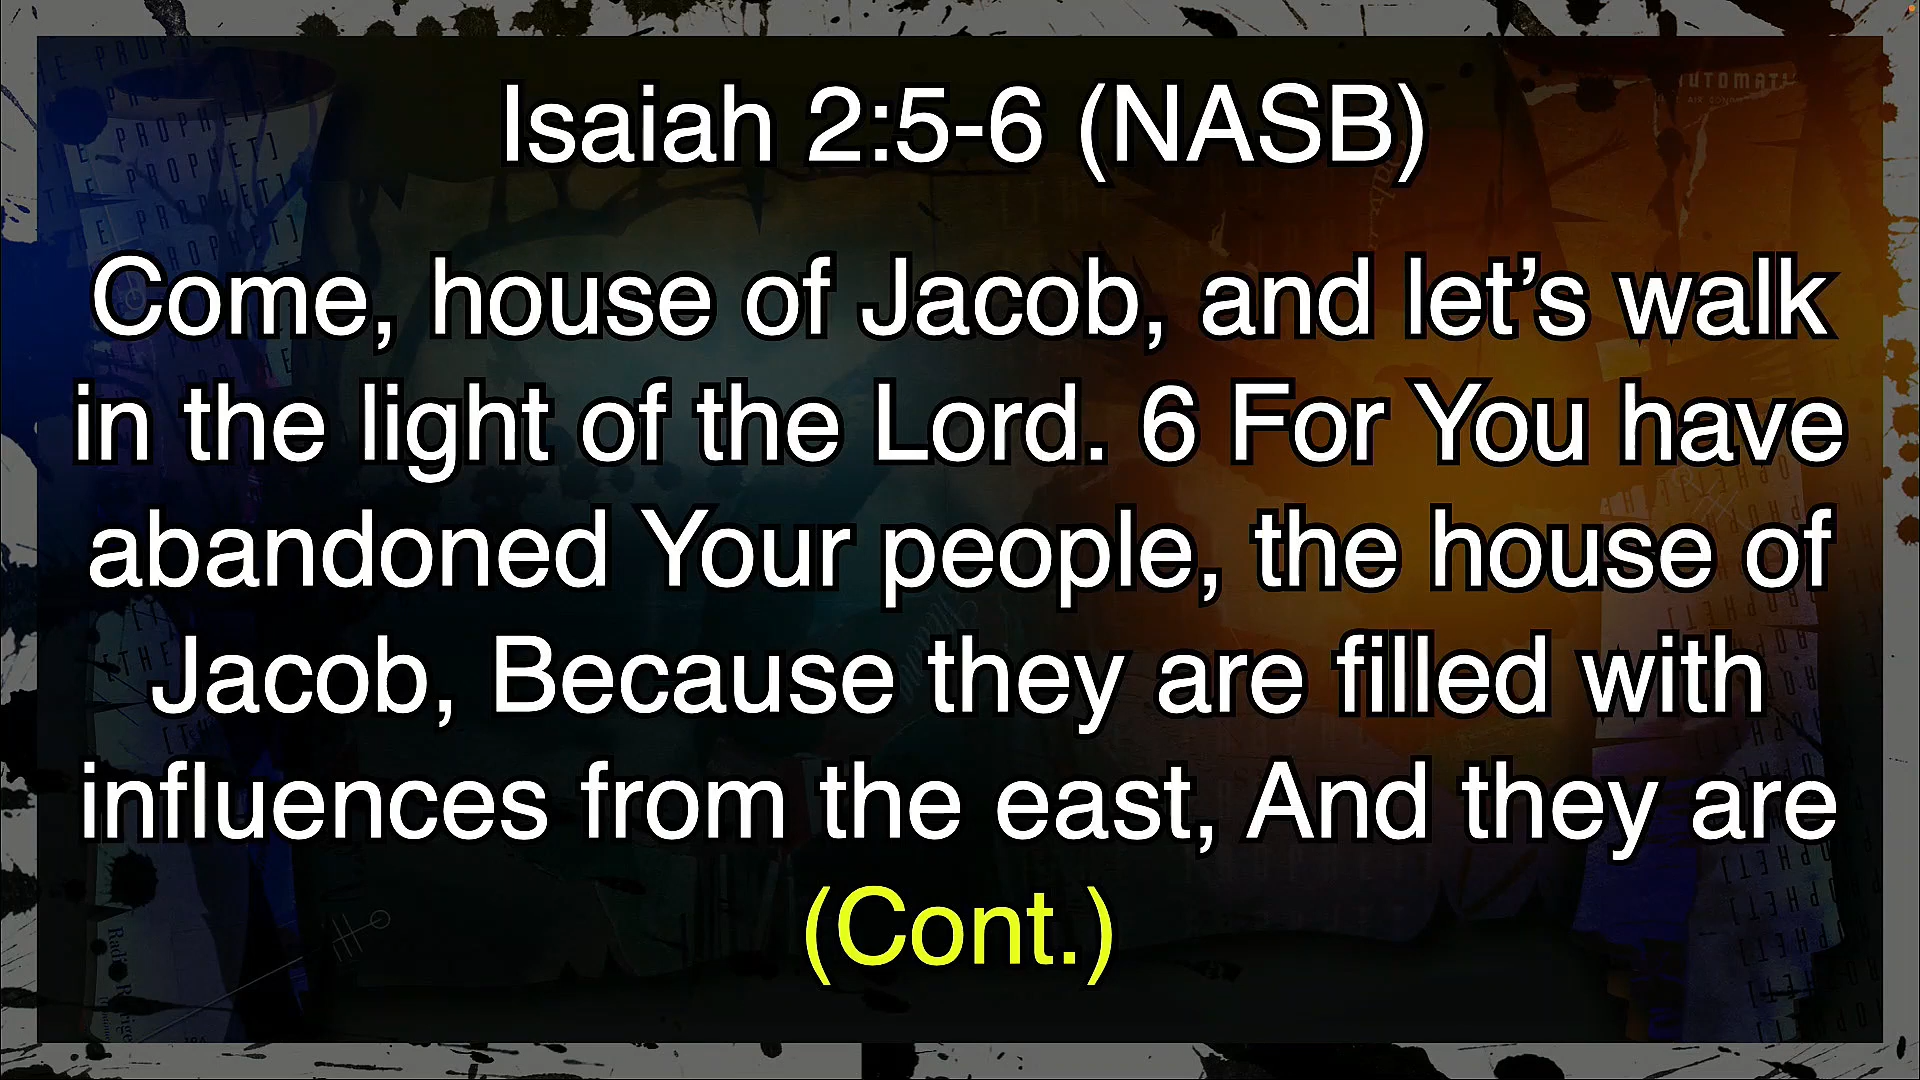 Isaiah 2:5-6 (NASB)
Come, house of Jacob, and let’s walk
in the light of the Lord. 6 For You have
abandoned Your people, the house of
Jacob, Because they are filled with
influences from the east, And they are
(Cont.)